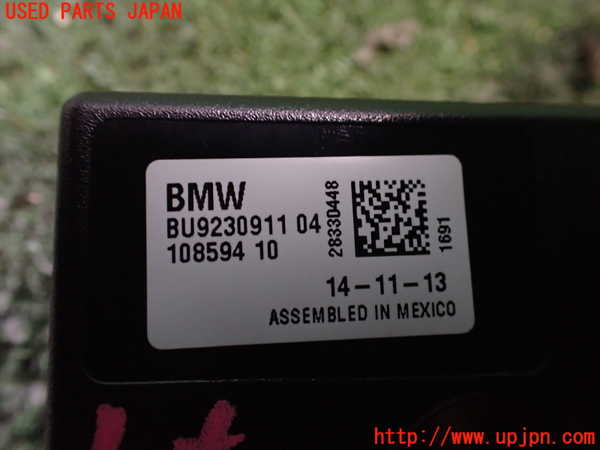 USED PARTS JAPAN
BMW
BU9230911 04
108594 10
28330448
1691
14-11-13
ASSEMBLED IN MEXICO
http://www.upjpn.com/